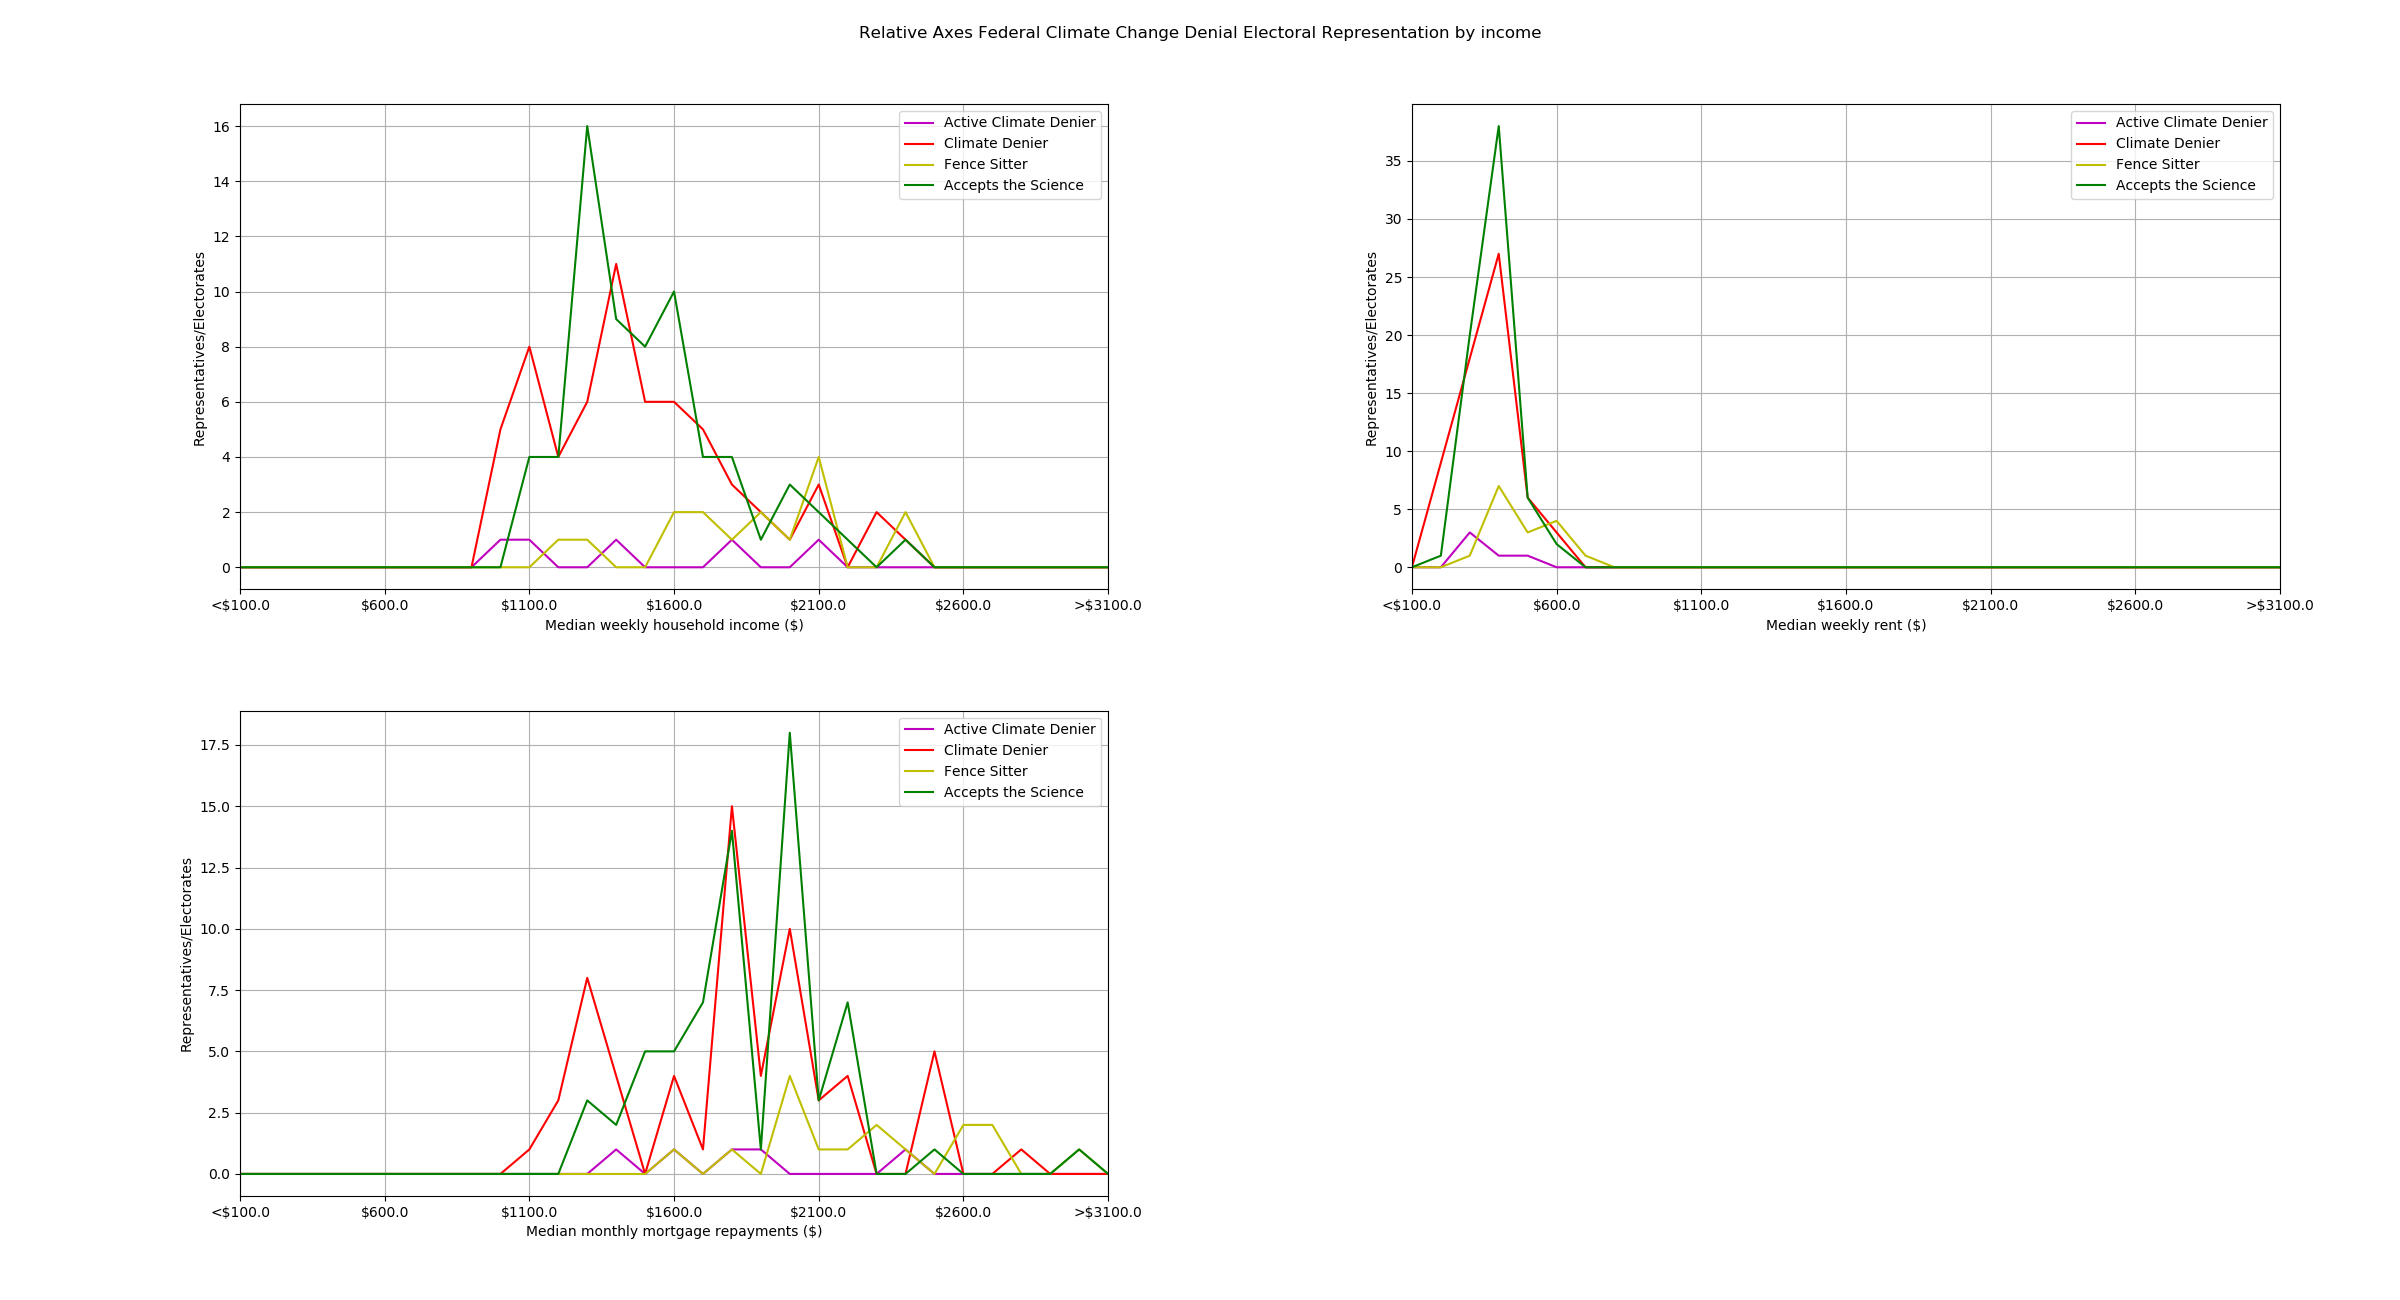 Relative Axes Federal Climate Change Denial Electoral Representation by income
Representatives/Electorates
16
14
12
10
8
6
4
2
0
Active Climate Denier
Climate Denier
Fence Sitter
Accepts the Science
<$100.0 $600.0 $1100.0 $1600.0 $2100.0 $2600.0 >$3100.0
Median weekly household income ($)
Representatives/Electorates
35
30
25
20
15
10
5
0
Active Climate Denier
Climate Denier
Fence Sitter
Accepts the Science
<$100.0 $600.0 $1100.0 $1600.0 $2100.0 $2600.0 >$3100.0
Median weekly rent ($)
Representatives/Electorates
17.5
15.0
12.5
10.0
7.5
5.0
2.5
0.0
Active Climate Denier
Climate Denier
Fence Sitter
Accepts the Science
<$100.0 $600.0 $1100.0 $1600.0 $2100.0 $2600.0 >$3100.0
Median monthly mortgage repayments ($)